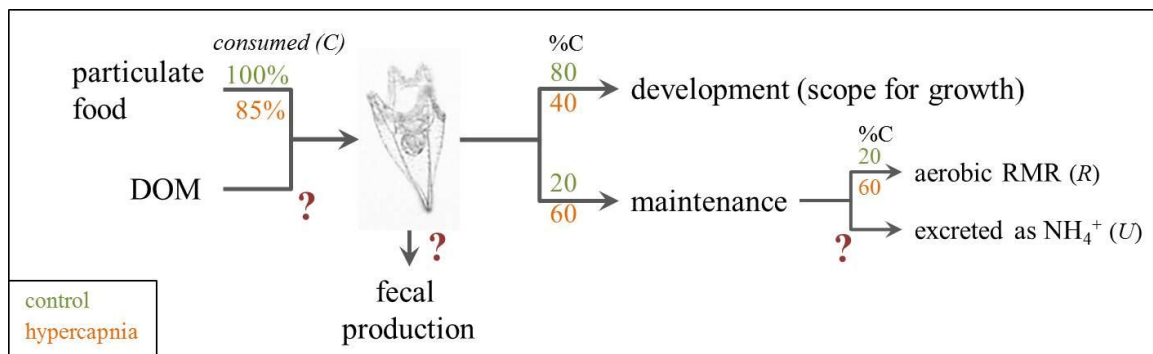 consumed (C)
particulate
food
100%
85%
DOM
?
?
fecal
production
%C
80
40
development (scope for growth)
20
60
maintenance
%C
20
60
aerobic RMR (R)
?
excreted as NH₄⁺ (U)
control
hypercapnia